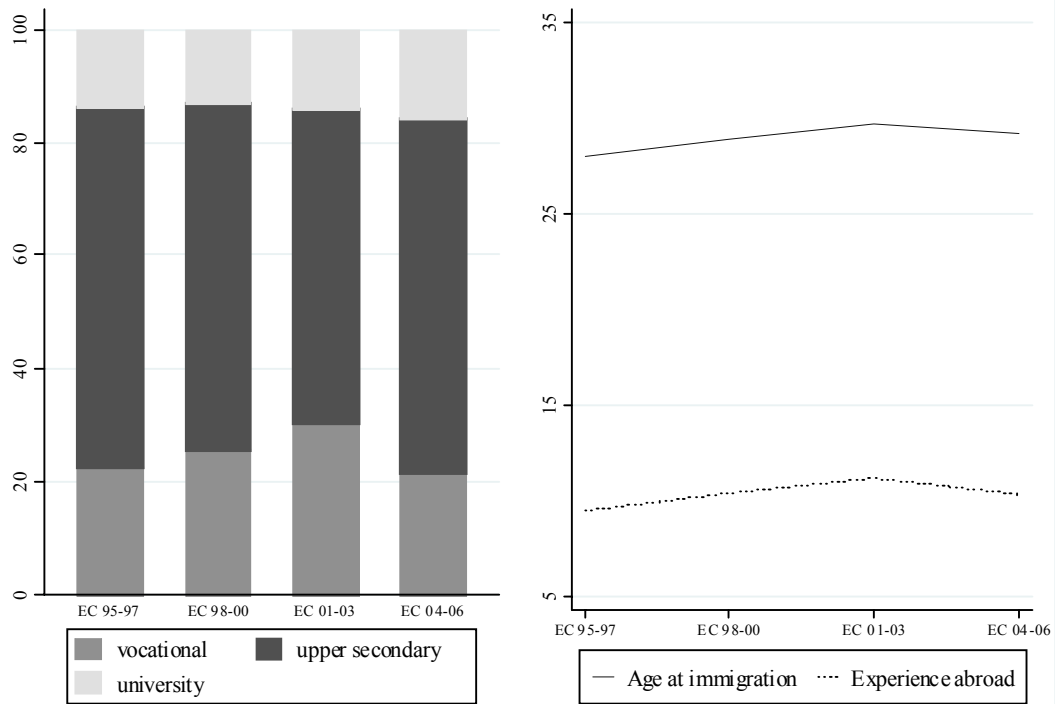 100
80
60
40
20
0
EC 95-97 EC 98-00 EC 01-03 EC 04-06
vocational upper secondary
university
35
25
15
5
EC 95-97 EC 98-00 EC 01-03 EC 04-06
Age at immigration Experience abroad